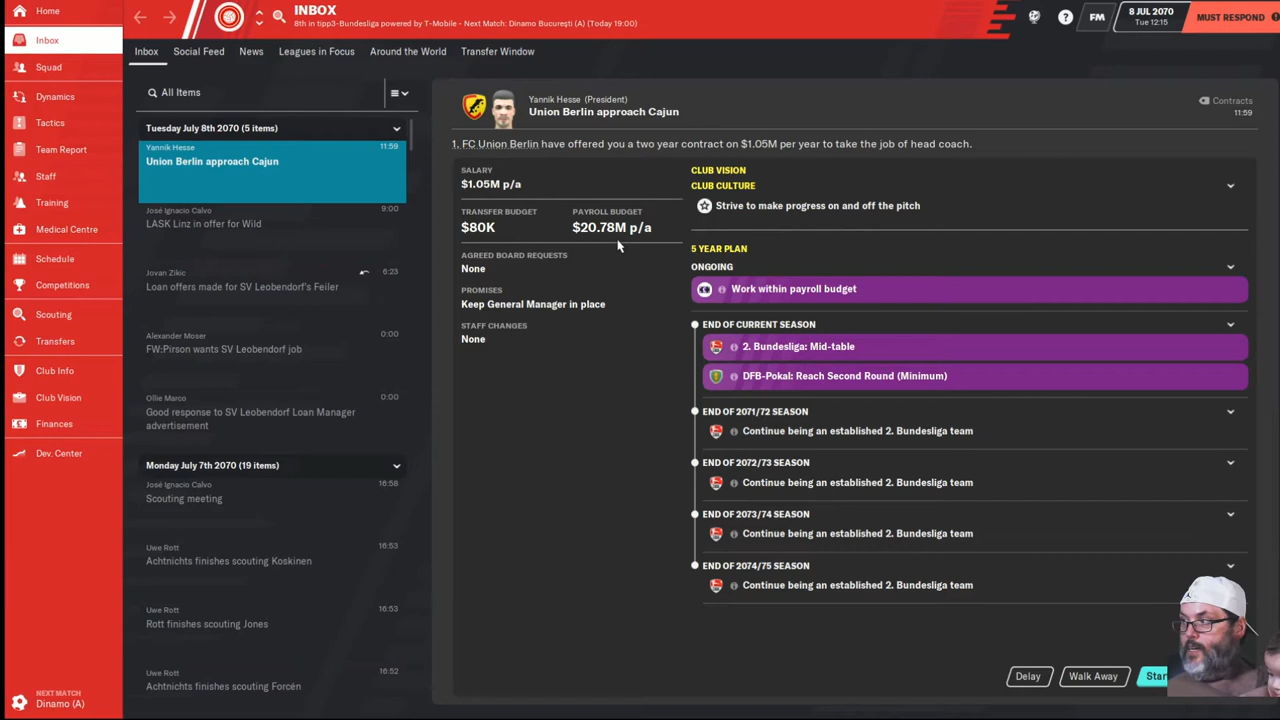 Home
INBOX
8th in tipp3-Bundesliga powered by T-Mobile - Next Match: Dinamo Bucureşti (A) (Today 19:00)
FM
8 JUL 2070
Tue 12:15
MUST RESPOND
Inbox
Squad
Dynamics
Tactics
Team Report
Staff
Training
Medical Centre
Schedule
Competitions
Scouting
Transfers
Club Info
Club Vision
Finances
Dev. Center
NEXT MATCH
Dinamo (A)
Inbox
Social Feed
News
Leagues in Focus
Around the World
Transfer Window
All Items
Tuesday July 8th 2070 (5 items)
Yannik Hesse
11:59
Union Berlin approach Cajun
José Ignacio Calvo
9:00
LASK Linz in offer for Wild
Jovan Zikic
6:23
Loan offers made for SV Leobendorf's Feiler
Alexander Moser
0:00
FW:Pirson wants SV Leobendorf job
Ollie Marco
0:00
Good response to SV Leobendorf Loan Manager
advertisement
Monday July 7th 2070 (19 items)
José Ignacio Calvo
16:58
Scouting meeting
Uwe Rott
16:53
Achtnichts finishes scouting Koskinen
Uwe Rott
16:53
Rott finishes scouting Jones
Uwe Rott
16:52
Achtnichts finishes scouting Forcén
Yannik Hesse (President)
Union Berlin approach Cajun
Contracts
11:59
1. FC Union Berlin have offered you a two year contract on $1.05M per year to take the job of head coach.
SALARY
$1.05M p/a
TRANSFER BUDGET
$80K
PAYROLL BUDGET
$20.78M p/a
AGREED BOARD REQUESTS
None
PROMISES
Keep General Manager in place
STAFF CHANGES
None
CLUB VISION
CLUB CULTURE
Strive to make progress on and off the pitch
5 YEAR PLAN
ONGOING
Work within payroll budget
END OF CURRENT SEASON
2. Bundesliga: Mid-table
DFB-Pokal: Reach Second Round (Minimum)
END OF 2071/72 SEASON
Continue being an established 2. Bundesliga team
END OF 2072/73 SEASON
Continue being an established 2. Bundesliga team
END OF 2073/74 SEASON
Continue being an established 2. Bundesliga team
END OF 2074/75 SEASON
Continue being an established 2. Bundesliga team
Delay
Walk Away